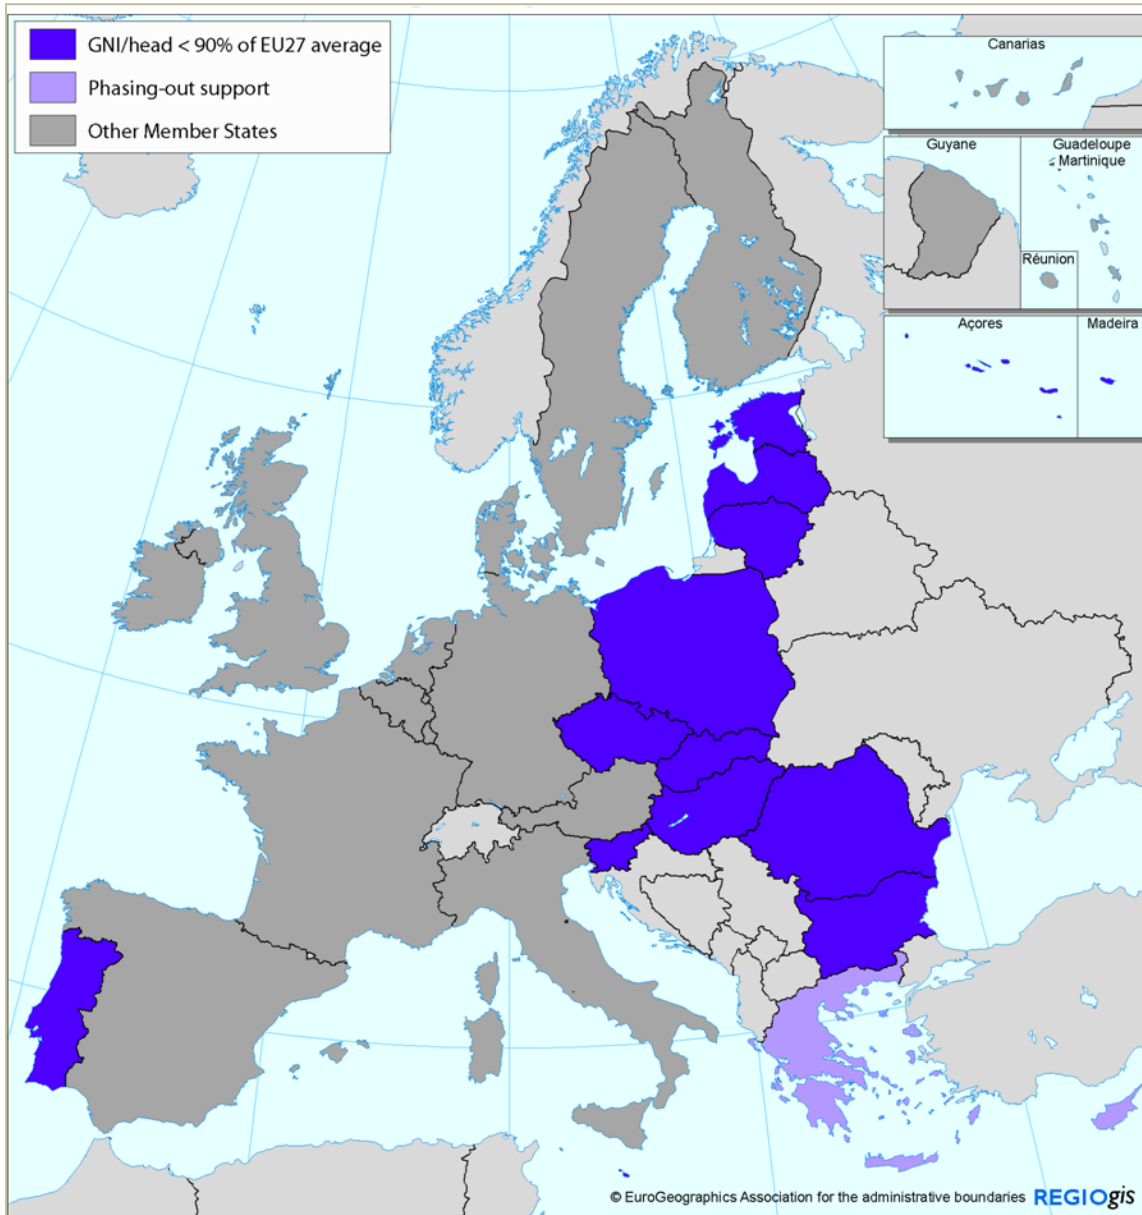 GNI/head < 90% of EU27 average
Phasing-out support
Other Member States
Canarias
Guyane
Guadeloupe
Martinique
Réunion
Açores
Madeira
© EuroGeographics Association for the administrative boundaries REGIOgis